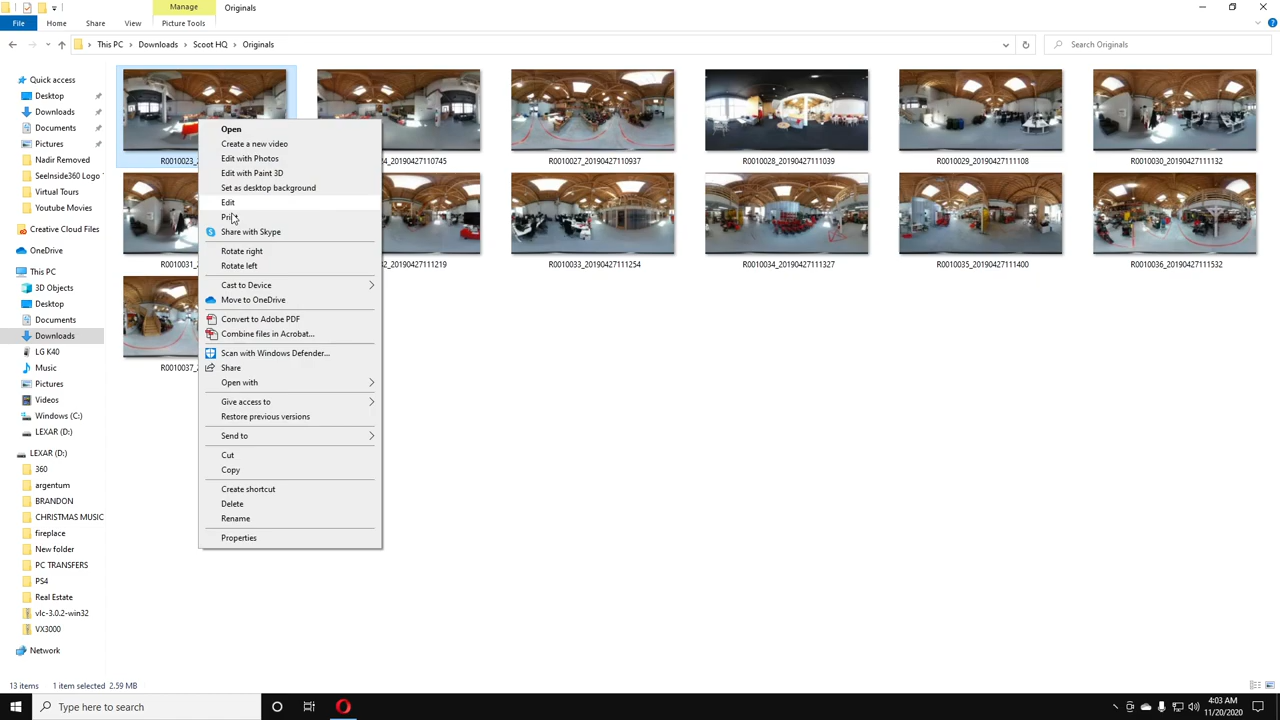 Manage
Originals
File
Home
Share
View
Picture Tools
This PC
Downloads
Scoot HQ
Originals
Search Originals
Quick access
Desktop
Downloads
Documents
Pictures
Nadir Removed
SeeInside360 Logo
Virtual Tours
Youtube Movies
Creative Cloud Files
OneDrive
This PC
3D Objects
Desktop
Documents
Downloads
LG K40
Music
Pictures
Videos
Windows (C:)
LEXAR (D:)
LEXAR (D:)
360
argentum
BRANDON
CHRISTMAS MUSIC
fireplace
New folder
PC TRANSFERS
PS4
Real Estate
vlc-3.0.2-win32
VX3000
Network
R0010023_
24_20190427110745
R0010027_20190427110937
R0010028_20190427111039
R0010029_20190427111108
R0010030_20190427111132
R0010031_
32_20190427111219
R0010033_20190427111254
R0010034_20190427111327
R0010035_20190427111400
R0010036_20190427111532
R0010037_
Open
Create a new video
Edit with Photos
Edit with Paint 3D
Set as desktop background
Edit
Print
Share with Skype
Rotate right
Rotate left
Cast to Device
Move to OneDrive
Convert to Adobe PDF
Combine files in Acrobat...
Scan with Windows Defender...
Share
Open with
Give access to
Restore previous versions
Send to
Cut
Copy
Create shortcut
Delete
Rename
Properties
13 items
1 item selected 2.59 MB
Type here to search
4:03 AM
11/20/2020